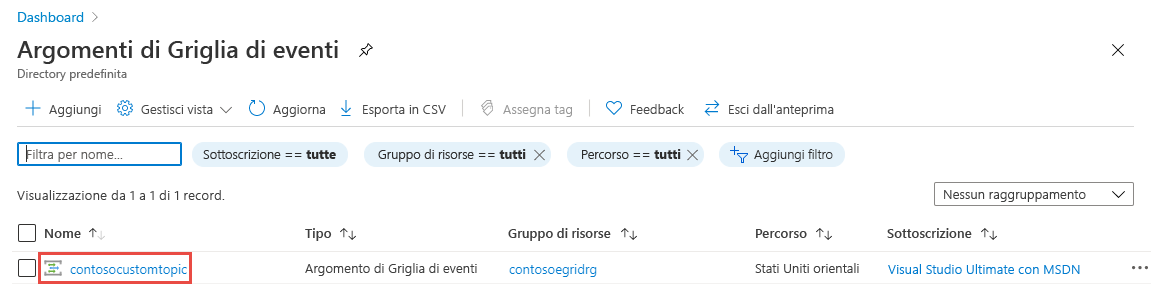 Dashboard
Argomenti di Griglia di eventi
Directory predefinita
Aggiungi Gestisci vista Aggiorna Esporta in CSV Assegna tag Feedback Esci dall'anteprima
Filtra per nome... Sottoscrizione == tutte Gruppo di risorse == tutti Percorso == tutti Aggiungi filtro
Visualizzazione da 1 a 1 di 1 record. Nessun raggruppamento
Nome Tipo Gruppo di risorse Percorso Sottoscrizione
contosocustomtopic Argomento di Griglia di eventi contosoegridrg Stati Uniti orientali Visual Studio Ultimate con MSDN